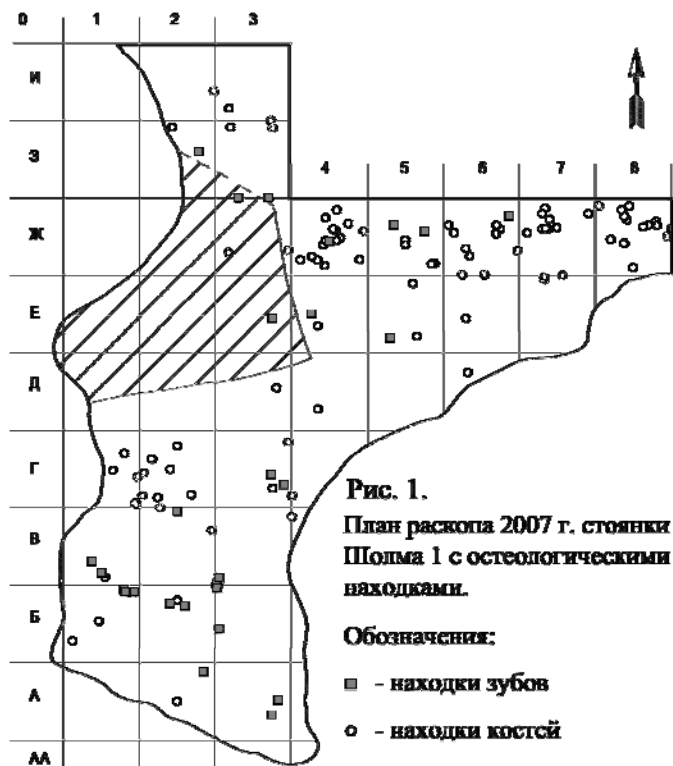 0 1 2 3
И
З
4 5 6 7 8
Ж
Е
Д
Г
В
Б
А
АА
Рис. 1.
План раскопа 2007 г. стоянки
Шолма 1 с остеологическими
находками.
Обозначения:
- находки зубов
- находки костей